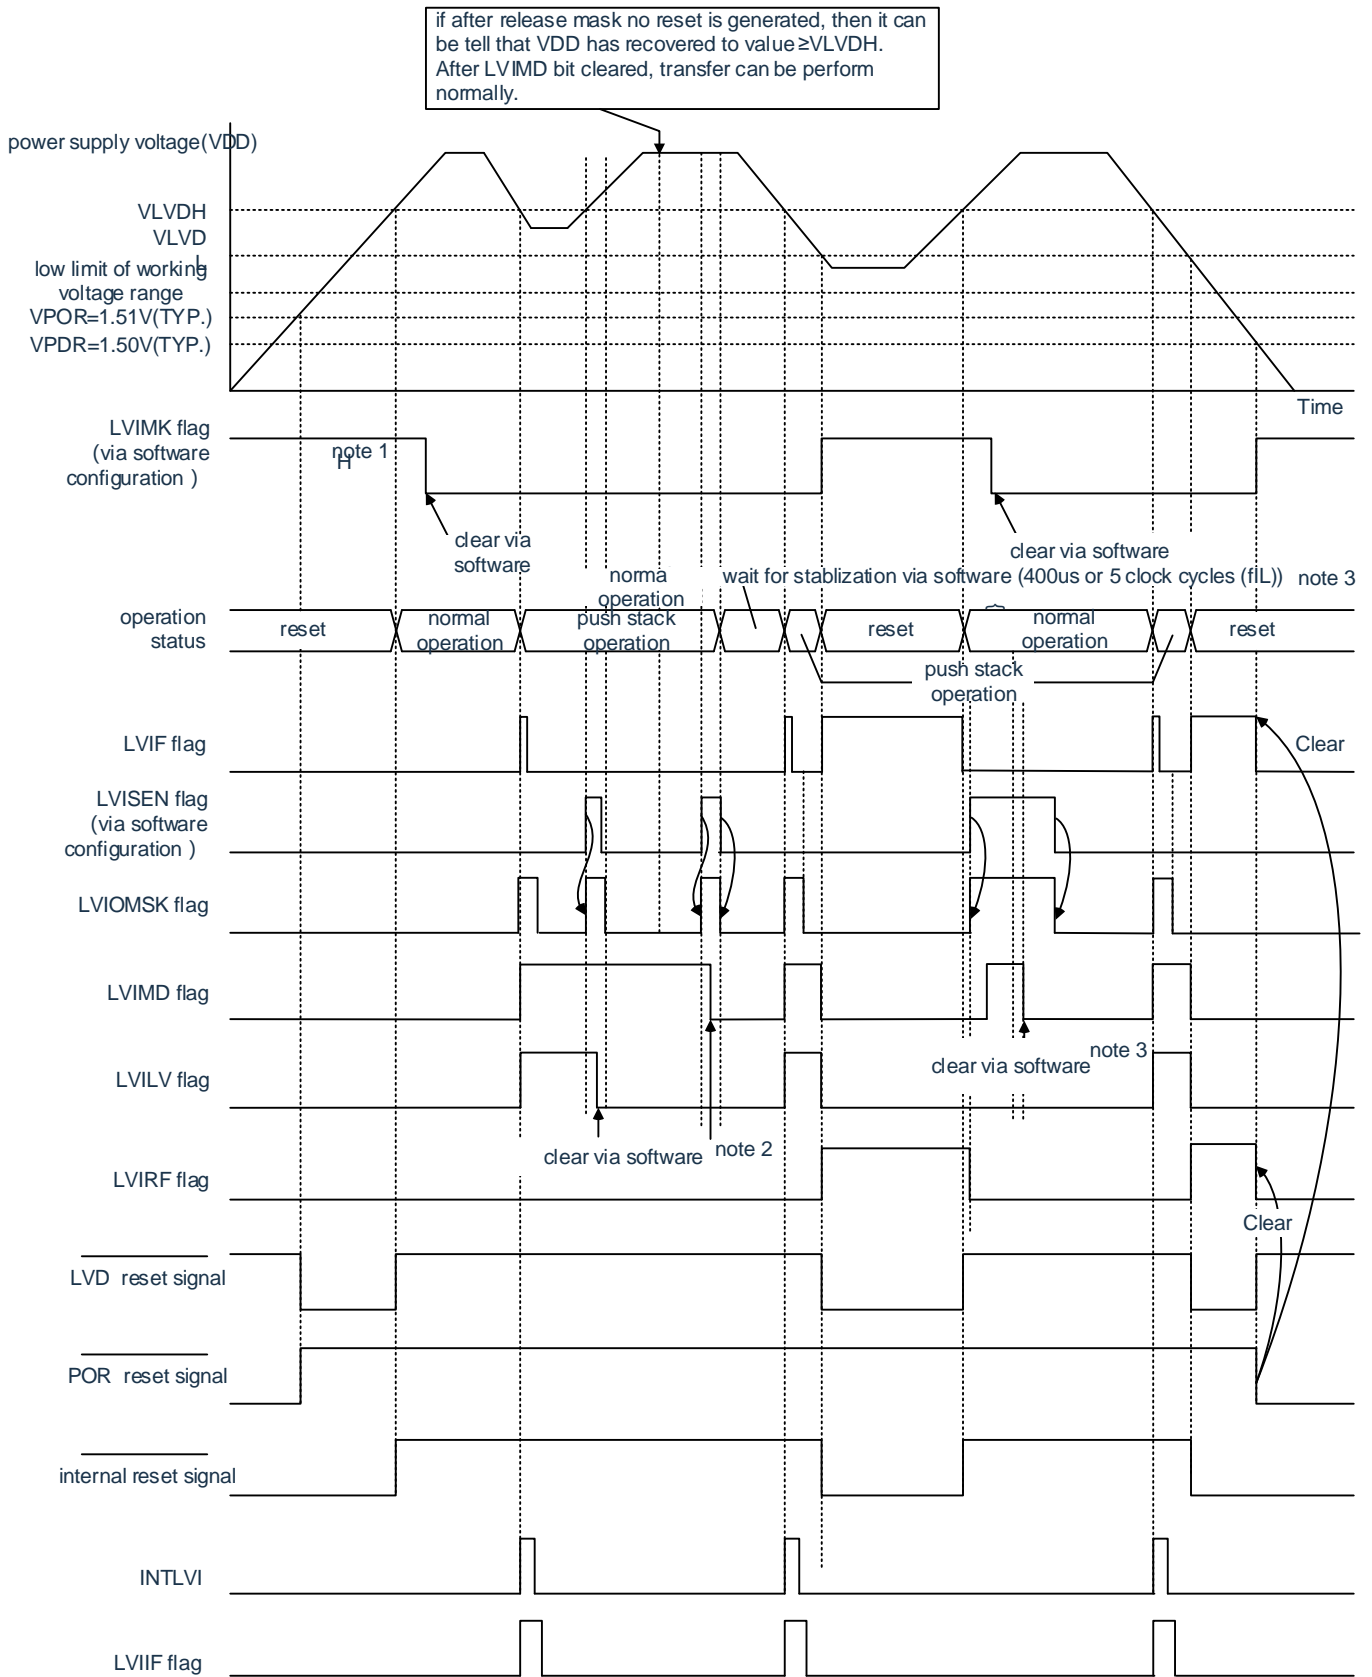 if after release mask no reset is generated, then it can
be tell that VDD has recovered to value≥VLVDH.
After LVIMD bit cleared, transfer can be perform
normally.
power supply voltage(VDD)
VLVDH
VLVD
L
low limit of working
voltage range
VPOR=1.51V(TYP.)
VPDR=1.50V(TYP.)
Time
LVIMK flag
(via software
configuration )
note 1
H
clear via
software
clear via software
norma
operation
wait for stablization via software (400us or 5 clock cycles (fIL))
note 3
operation
status
reset
normal
operation
push stack
operation
reset
normal
operation
reset
push stack
operation
LVIF flag
Clear
LVISEN flag
(via software
configuration )
LVIOMSK flag
LVIMD flag
note 3
clear via software
LVILV flag
clear via software
note 2
LVIRF flag
Clear
LVD reset signal
POR reset signal
internal reset signal
INTLVI
LVIIF flag